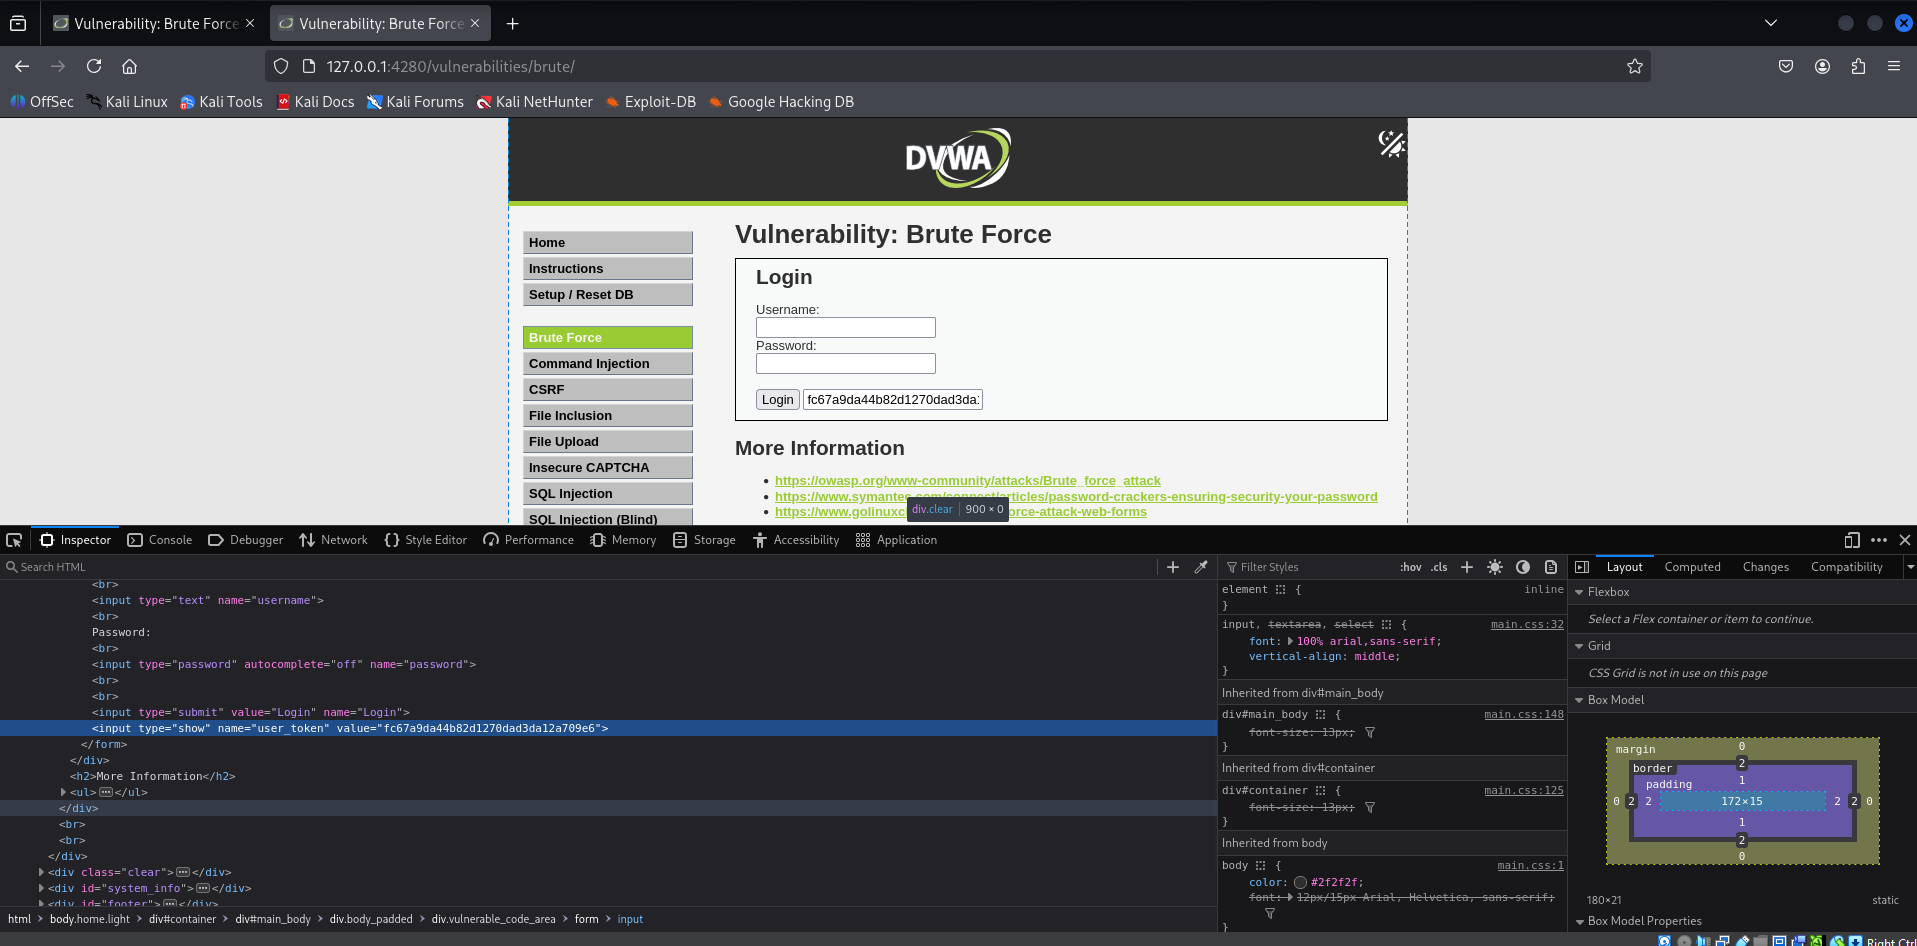 Vulnerability: Brute Force
Vulnerability: Brute Force
127.0.0.1:4280/vulnerabilities/brute/
OffSec Kali Linux Kali Tools Kali Docs Kali Forums Kali NetHunter Exploit-DB Google Hacking DB
DVWA
Home
Instructions
Setup / Reset DB
Brute Force
Command Injection
CSRF
File Inclusion
File Upload
Insecure CAPTCHA
SQL Injection
SQL Injection (Blind)
Vulnerability: Brute Force
Login
Username:
Password:
Login fc67a9da44b82d1270dad3da
More Information
https://owasp.org/www-community/attacks/Brute_force_attack
https://www.symantec.com/connect/articles/password-crackers-ensuring-security-your-password
https://www.golinuxc orce-attack-web-forms
div.clear 900 × 0
Inspector Console Debugger Network Style Editor Performance Memory Storage Accessibility Application
Search HTML
<br>
<input type="text" name="username">
<br>
Password:
<br>
<input type="password" autocomplete="off" name="password">
<br>
<br>
<input type="submit" value="Login" name="Login">
<input type="show" name="user_token" value="fc67a9da44b82d1270dad3da12a709e6">
</form>
</div>
<h2>More Information</h2>
<ul></ul>
</div>
<br>
<br>
</div>
<div class="clear"></div>
<div id="system_info"></div>
<div id="footer"></div>
html body.home.light div#container div#main_body div.body_padded div.vulnerable_code_area form input
Filter Styles :hov .cls
element { inline
}
input, textarea, select { main.css:32
font: 100% arial,sans-serif;
vertical-align: middle;
}
Inherited from div#main_body
div#main_body { main.css:148
font-size: 13px;
}
Inherited from div#container
div#container { main.css:125
font-size: 13px;
}
Inherited from body
body { main.css:1
color: #2f2f2f;
font: 12px/15px Arial, Helvetica, sans-serif;
}
Layout Computed Changes Compatibility
Flexbox
Select a Flex container or item to continue.
Grid
CSS Grid is not in use on this page
Box Model
margin 0
border 2
padding 1
0 2 2 172×15 2 2 0
1
2
0
180×21 static
Box Model Properties
Right Ctrl